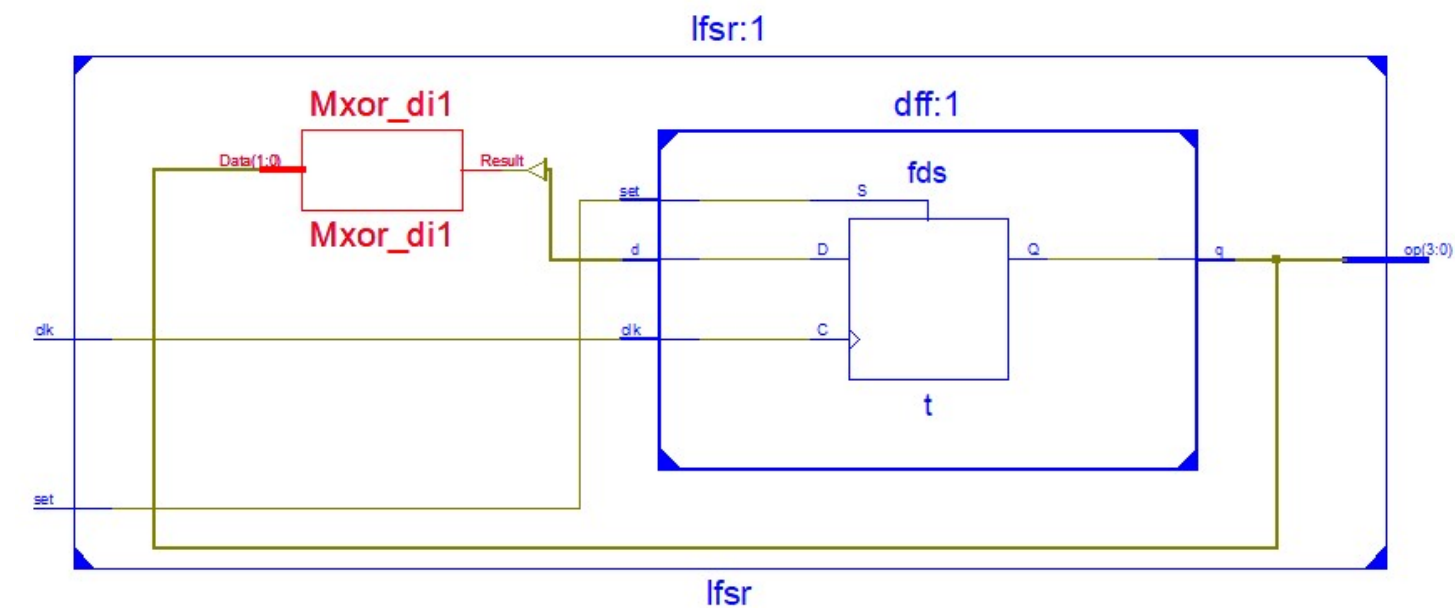 lfsr:1
Mxor_di1
dff:1
Data(1:0)
Result
fds
set
S
Mxor_di1
d
D
Q
q
op(3:0)
clk
clk
C
t
set
lfsr